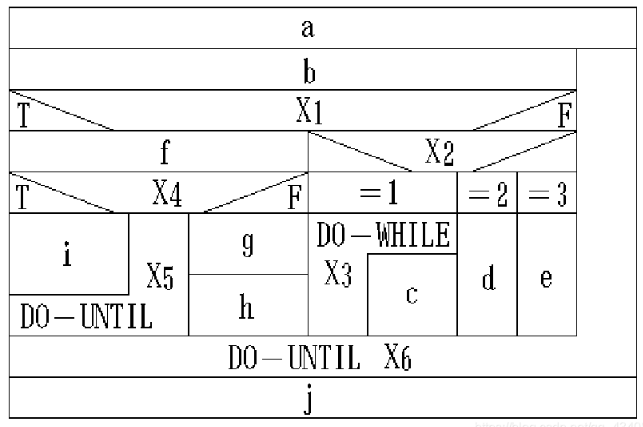 a
b
T X1 F
f X2
T X4 F =1 =2 =3
i X5 g DO-WHILE X3 c d e
DO-UNTIL h
DO-UNTIL X6
j